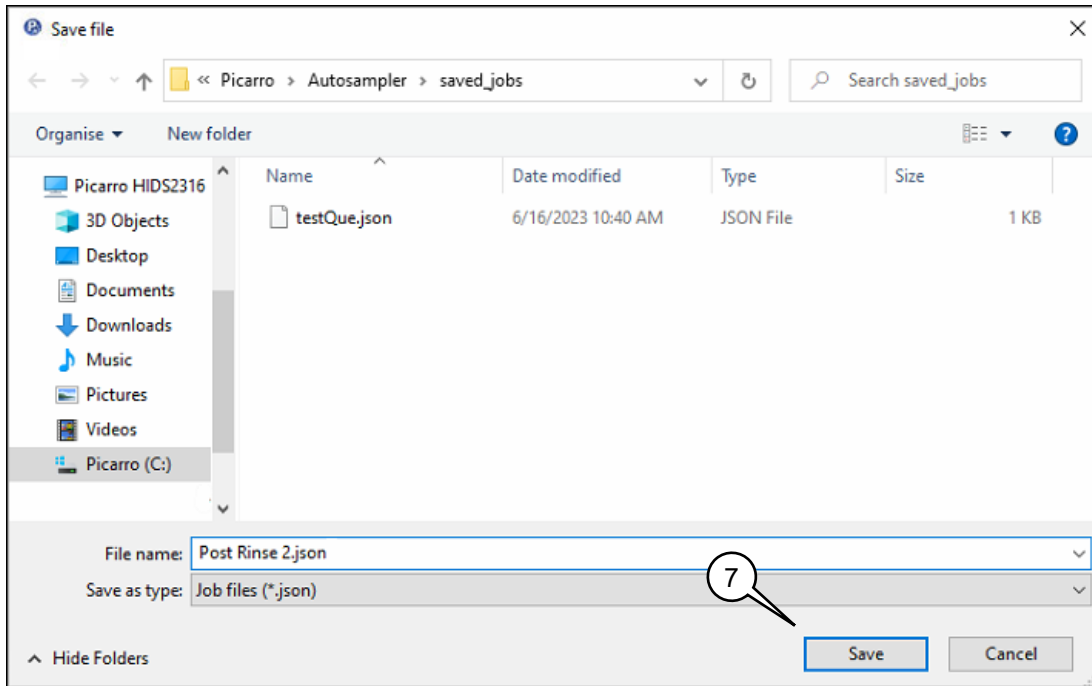 Save file
« Picarro › Autosampler › saved_jobs
Search saved_jobs
Organise
New folder
Name Date modified Type Size
Picarro HIDS2316
3D Objects
Desktop
Documents
Downloads
Music
Pictures
Videos
Picarro (C:)
testQue.json 6/16/2023 10:40 AM JSON File 1 KB
File name: Post Rinse 2.json
Save as type: Job files (*.json)
7
Hide Folders
Save
Cancel